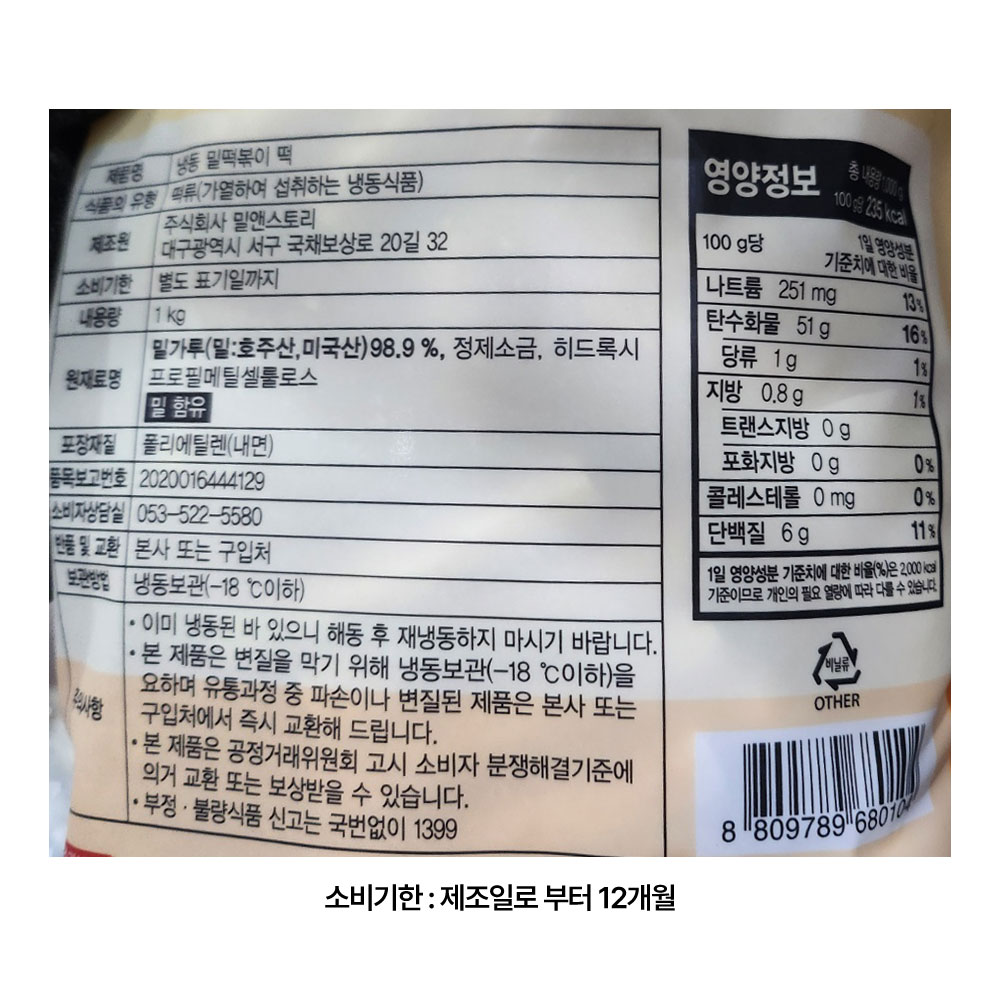 제품명 냉동 밀떡볶이 떡
식품의 유형 떡류(가열하여 섭취하는 냉동식품)
제조원 주식회사 밀앤스토리
대구광역시 서구 국채보상로 20길 32
소비기한 별도 표기일까지
내용량 1 kg
원재료명 밀가루(밀:호주산,미국산)98.9 %, 정제소금, 히드록시
프로필메틸셀룰로스
밀 함유
포장재질 폴리에틸렌(내면)
품목보고번호 2020016444129
소비자상담실 053-522-5580
반품 및 교환 본사 또는 구입처
보관방법 냉동보관(-18 ℃이하)
주의사항
• 이미 냉동된 바 있으니 해동 후 재냉동하지 마시기 바랍니다.
• 본 제품은 변질을 막기 위해 냉동보관(-18 ℃이하)을
요하며 유통과정 중 파손이나 변질된 제품은 본사 또는
구입처에서 즉시 교환해 드립니다.
• 본 제품은 공정거래위원회 고시 소비자 분쟁해결기준에
의거 교환 또는 보상받을 수 있습니다.
• 부정 · 불량식품 신고는 국번없이 1399
영양정보
총 내용량 1,000 g
100 g당 235 kcal
100 g당 1일 영양성분
기준치에 대한 비율
나트륨 251 mg 13%
탄수화물 51 g 16%
당류 1 g 1%
지방 0.8 g 1%
트랜스지방 0 g
포화지방 0 g 0%
콜레스테롤 0 mg 0%
단백질 6 g 11%
1일 영양성분 기준치에 대한 비율(%)은 2,000 kcal
기준이므로 개인의 필요 열량에 따라 다를 수 있습니다.
비닐류
OTHER
8 809789 68010
소비기한 : 제조일로 부터 12개월